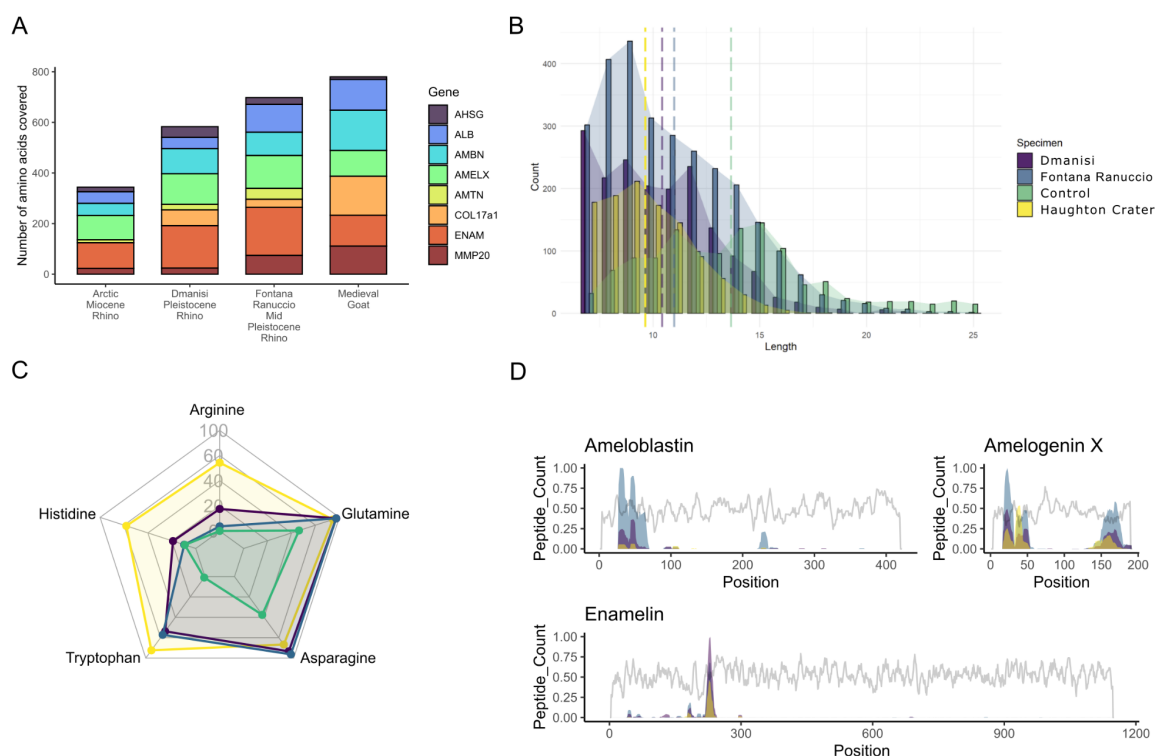 A
Number of amino acids covered
800
600
400
200
0
Arctic
Miocene
Rhino
Dmanisi
Pleistocene
Rhino
Fontana
Ranuccio
Mid
Pleistocene
Rhino
Medieval
Goat
Gene
AHSG
ALB
AMBN
AMELX
AMTN
COL17a1
ENAM
MMP20
B
Count
400
300
200
100
0
10
15
20
25
Length
Specimen
Dmanisi
Fontana Ranuccio
Control
Haughton Crater
C
Arginine
100
60
40
20
Histidine
Glutamine
Tryptophan
Asparagine
D
Ameloblastin
Peptide_Count
1.00
0.75
0.50
0.25
0.00
0
100
200
300
400
Position
Amelogenin X
Peptide_Count
1.00
0.75
0.50
0.25
0.00
0
50
100
150
200
Position
Enamelin
Peptide_Count
1.00
0.75
0.50
0.25
0.00
0
300
600
900
1200
Position